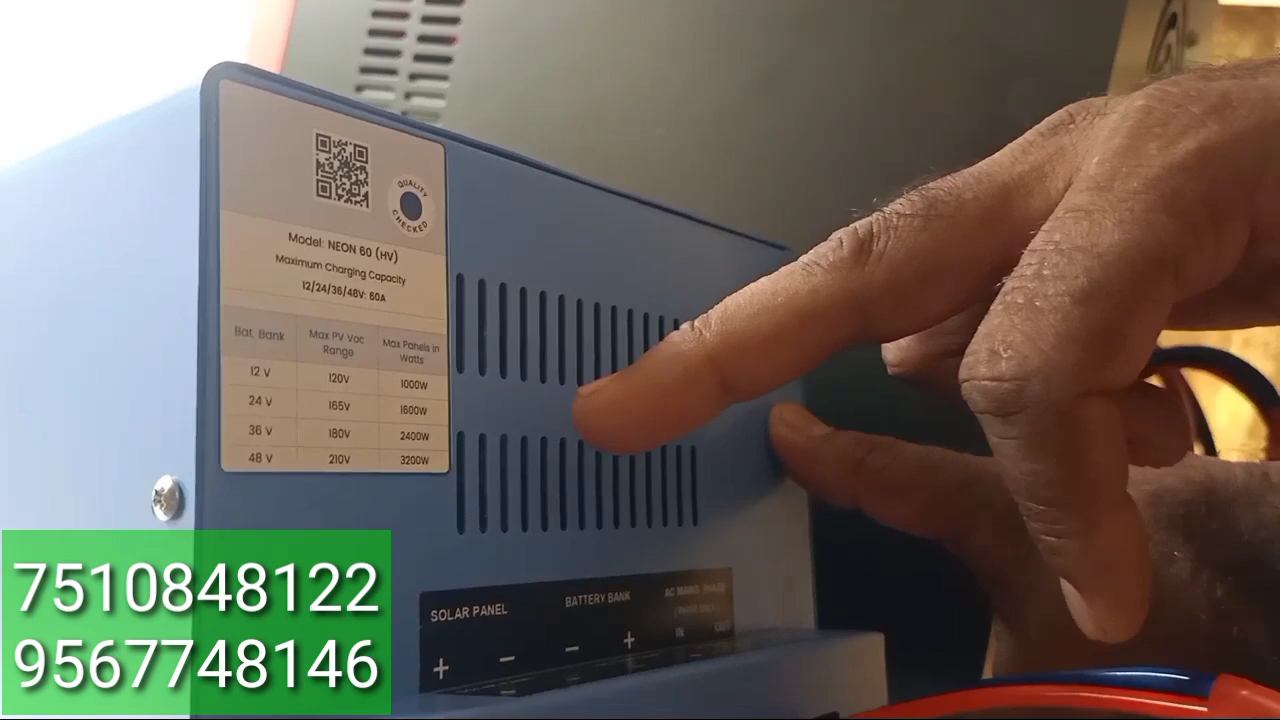 QUALITY
CHECKED
Model: NEON 60 (HV)
Maximum Charging Capacity
12/24/36/48V: 60A
Bat. Bank Max PV Voc Range Max Panels in Watts
12 V 120V 1000W
24 V 165V 1600W
36 V 180V 2400W
48 V 210V 3200W
SOLAR PANEL BATTERY BANK AC
+ − − + IN
7510848122
9567748146